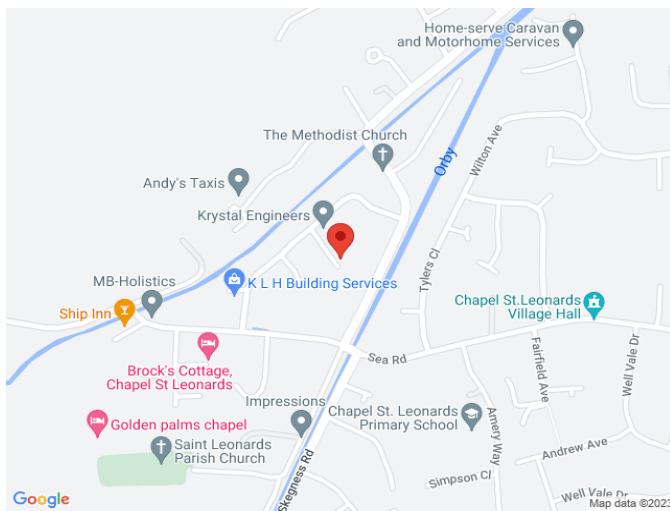 Home-serve Caravan
and Motorhome Services
The Methodist Church
Orby
Wilton Ave
Andy's Taxis
Krystal Engineers
Tylers Cl
K L H Building Services
MB-Holistics
Ship Inn
Chapel St.Leonards
Village Hall
Sea Rd
Brock's Cottage,
Chapel St Leonards
Fairfield Ave
Well Vale Dr
Impressions
Golden palms chapel
Chapel St. Leonards
Primary School
Amery Way
Saint Leonards
Parish Church
Andrew Ave
Skegness Rd
Simpson Cl
Well Vale Dr
Google
Map data ©2023